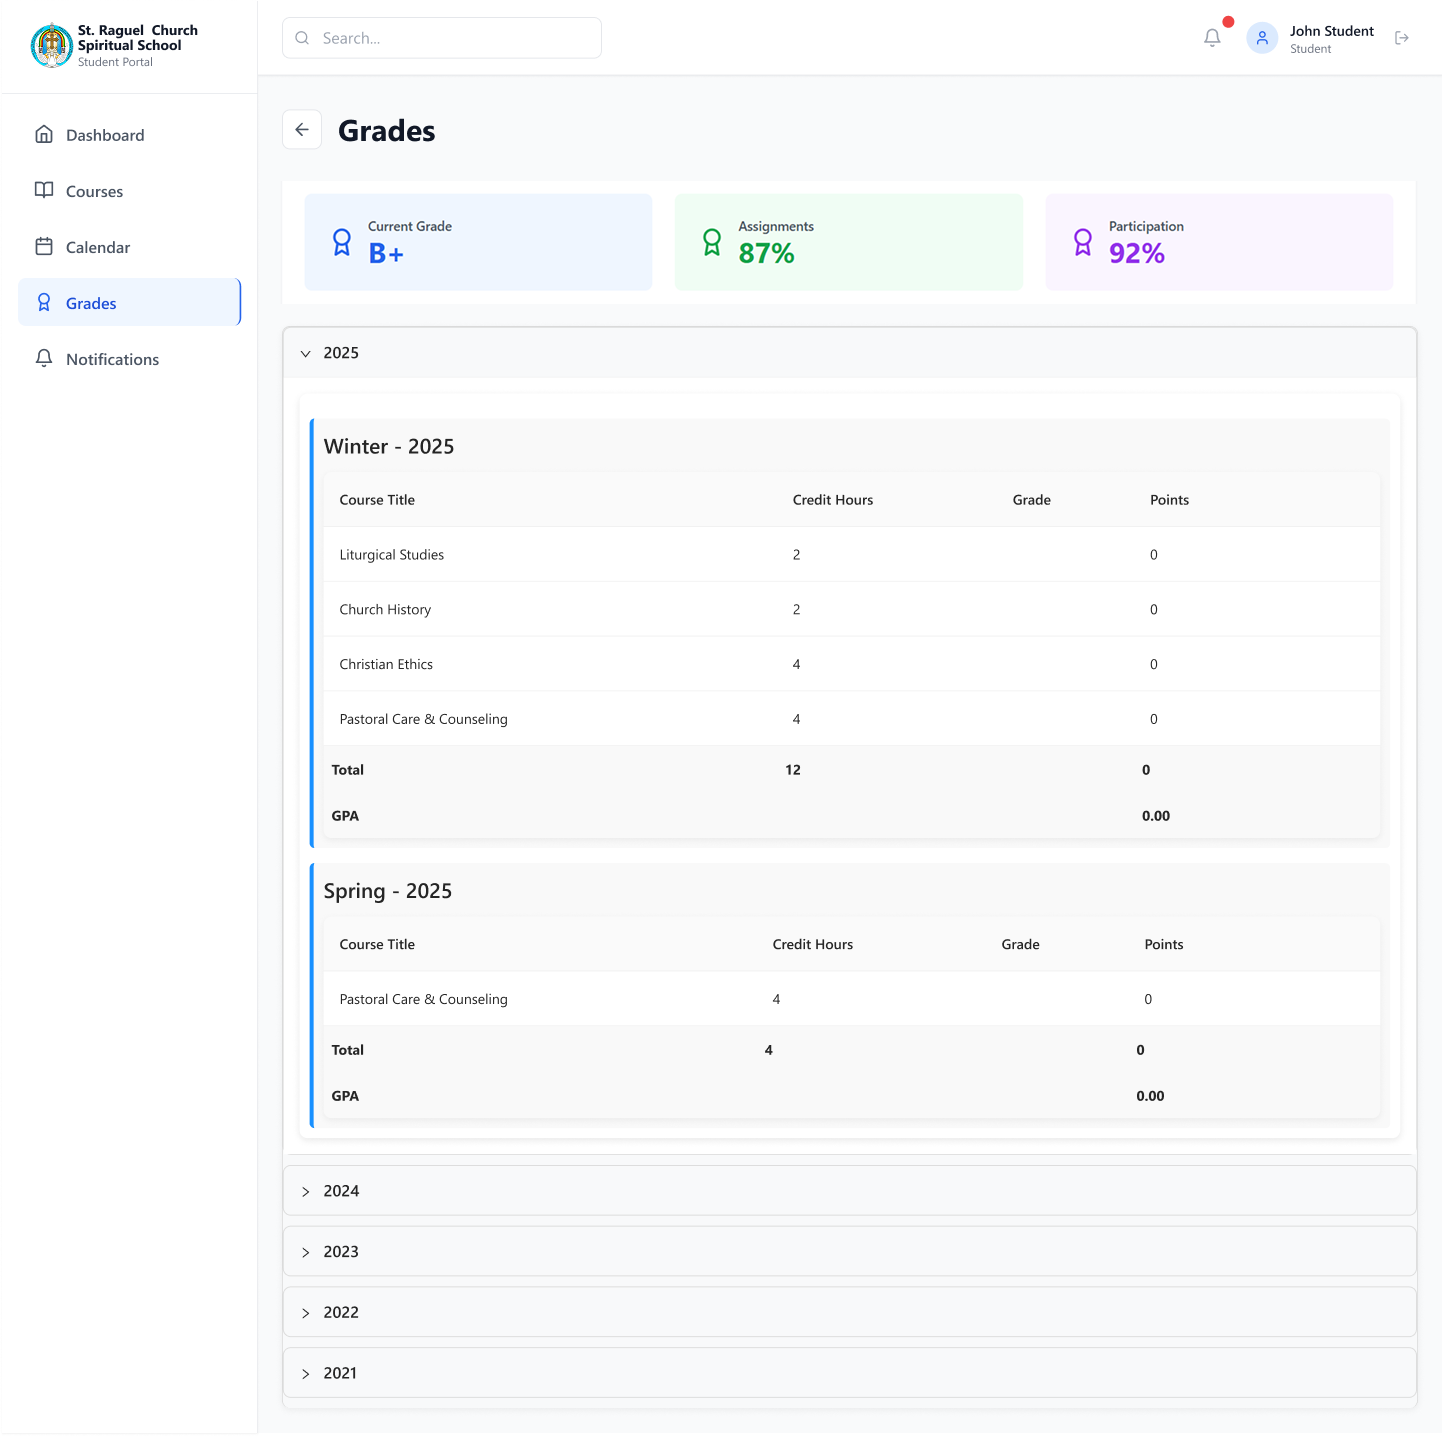 St. Raguel Church
Spiritual School
Student Portal
Search...
John Student
Student
Dashboard
Courses
Calendar
Grades
Notifications
Grades
Current Grade
B+
Assignments
87%
Participation
92%
2025
Winter - 2025
Course Title Credit Hours Grade Points
Liturgical Studies 2 0
Church History 2 0
Christian Ethics 4 0
Pastoral Care & Counseling 4 0
Total 12 0
GPA 0.00
Spring - 2025
Course Title Credit Hours Grade Points
Pastoral Care & Counseling 4 0
Total 4 0
GPA 0.00
2024
2023
2022
2021